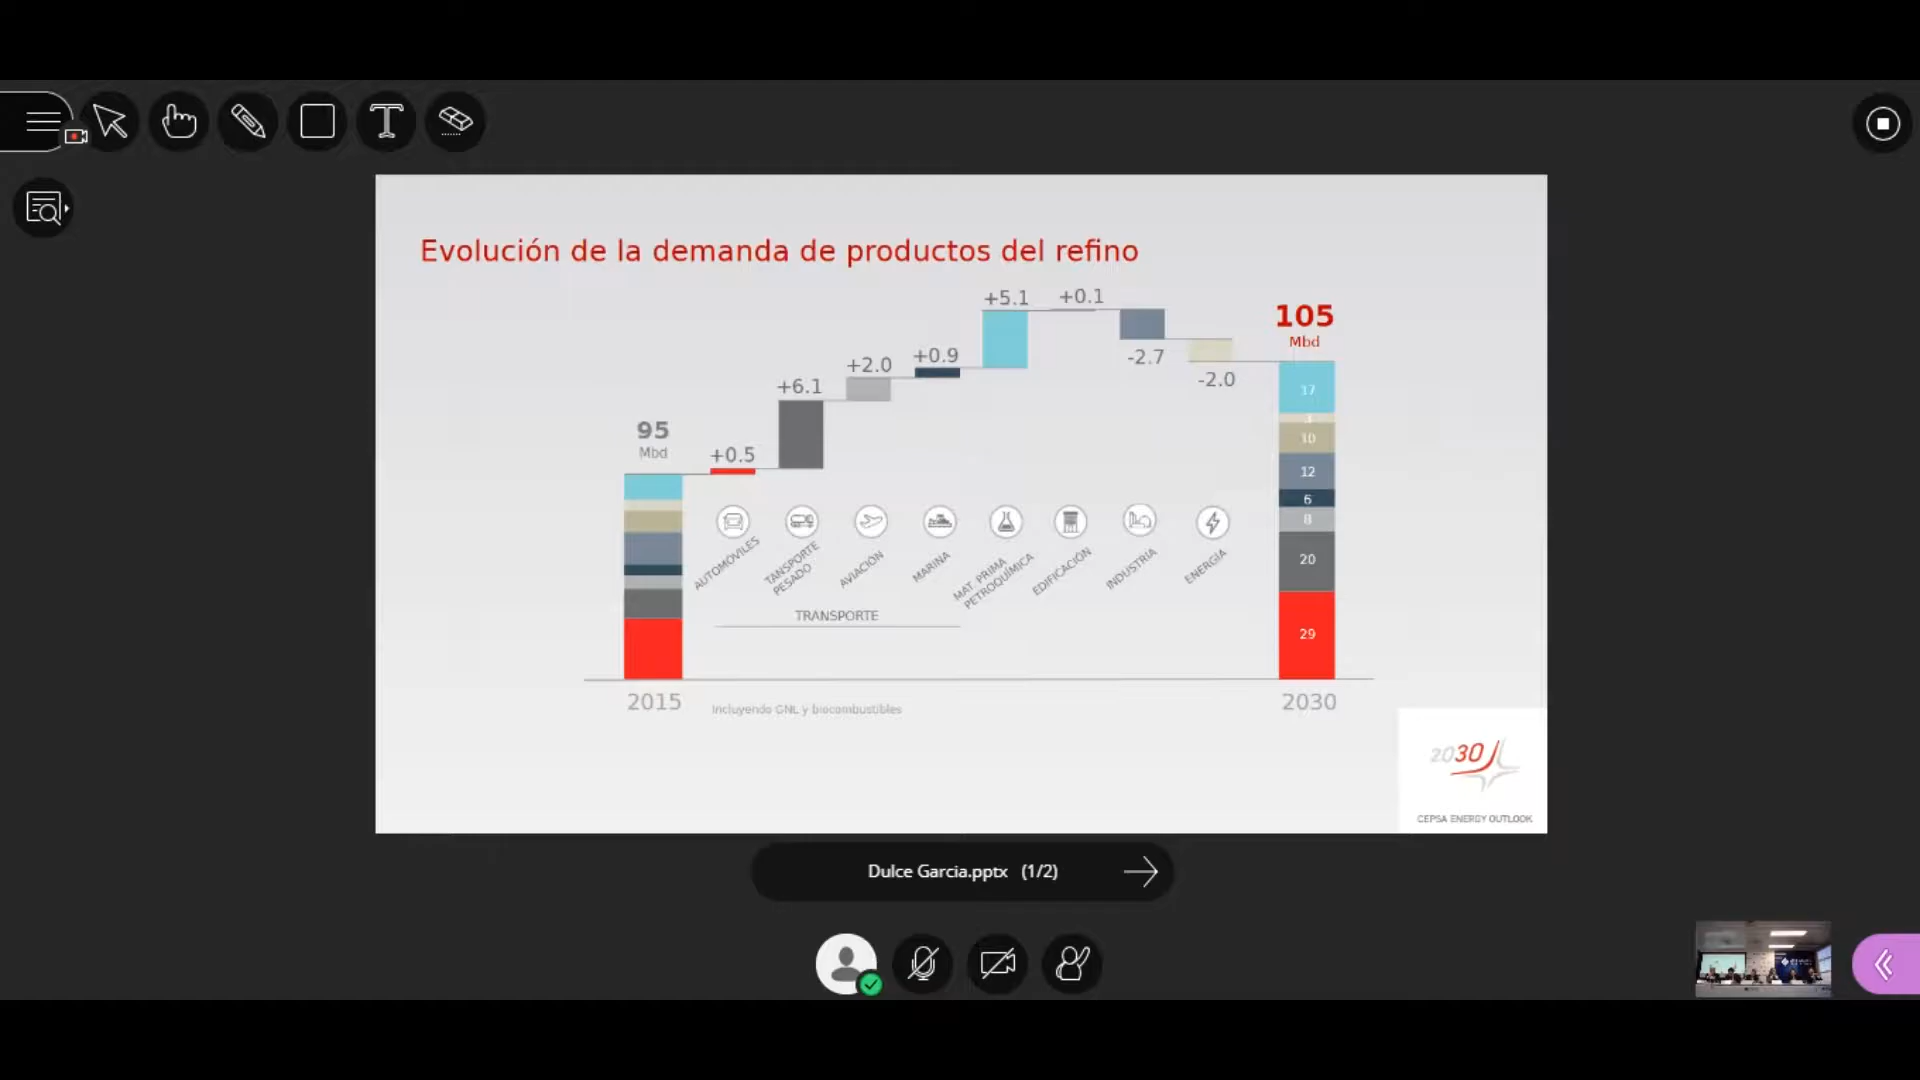 Evolución de la demanda de productos del refino
95
Mbd
+0.5
+6.1
+2.0
+0.9
+5.1
+0.1
-2.7
-2.0
105
Mbd
17
3
10
12
6
8
20
29
AUTOMÓVILES
TANSPORTE
PESADO
AVIACIÓN
MARINA
MAT. PRIMA
PETROQUÍMICA
EDIFICACIÓN
INDUSTRIA
ENERGÍA
TRANSPORTE
2015
Incluyendo GNL y biocombustibles
2030
2030
CEPSA ENERGY OUTLOOK
Dulce Garcia.pptx (1/2)